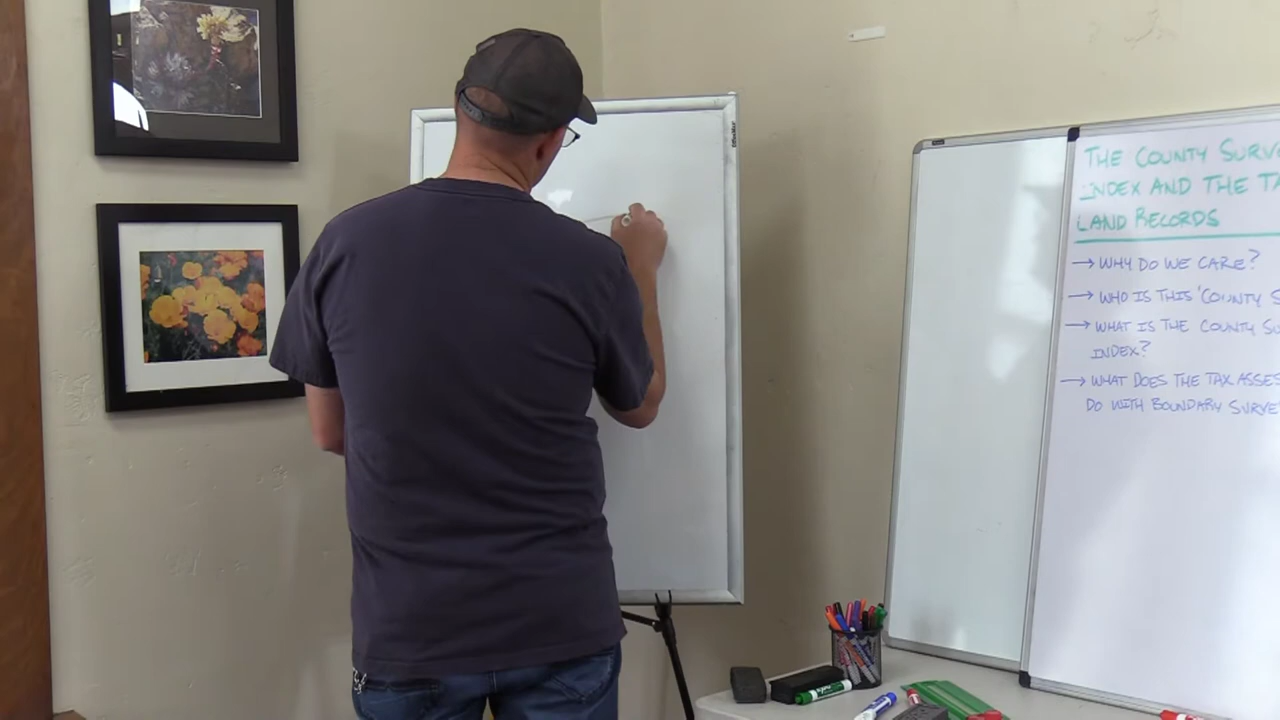 THE COUNTY SURV
INDEX AND THE TA
LAND RECORDS
→ WHY DO WE CARE?
→ WHO IS THIS 'COUNTY S
→ WHAT IS THE COUNTY SU
INDEX?
→ WHAT DOES THE TAX ASSES
DO WITH BOUNDARY SURVE